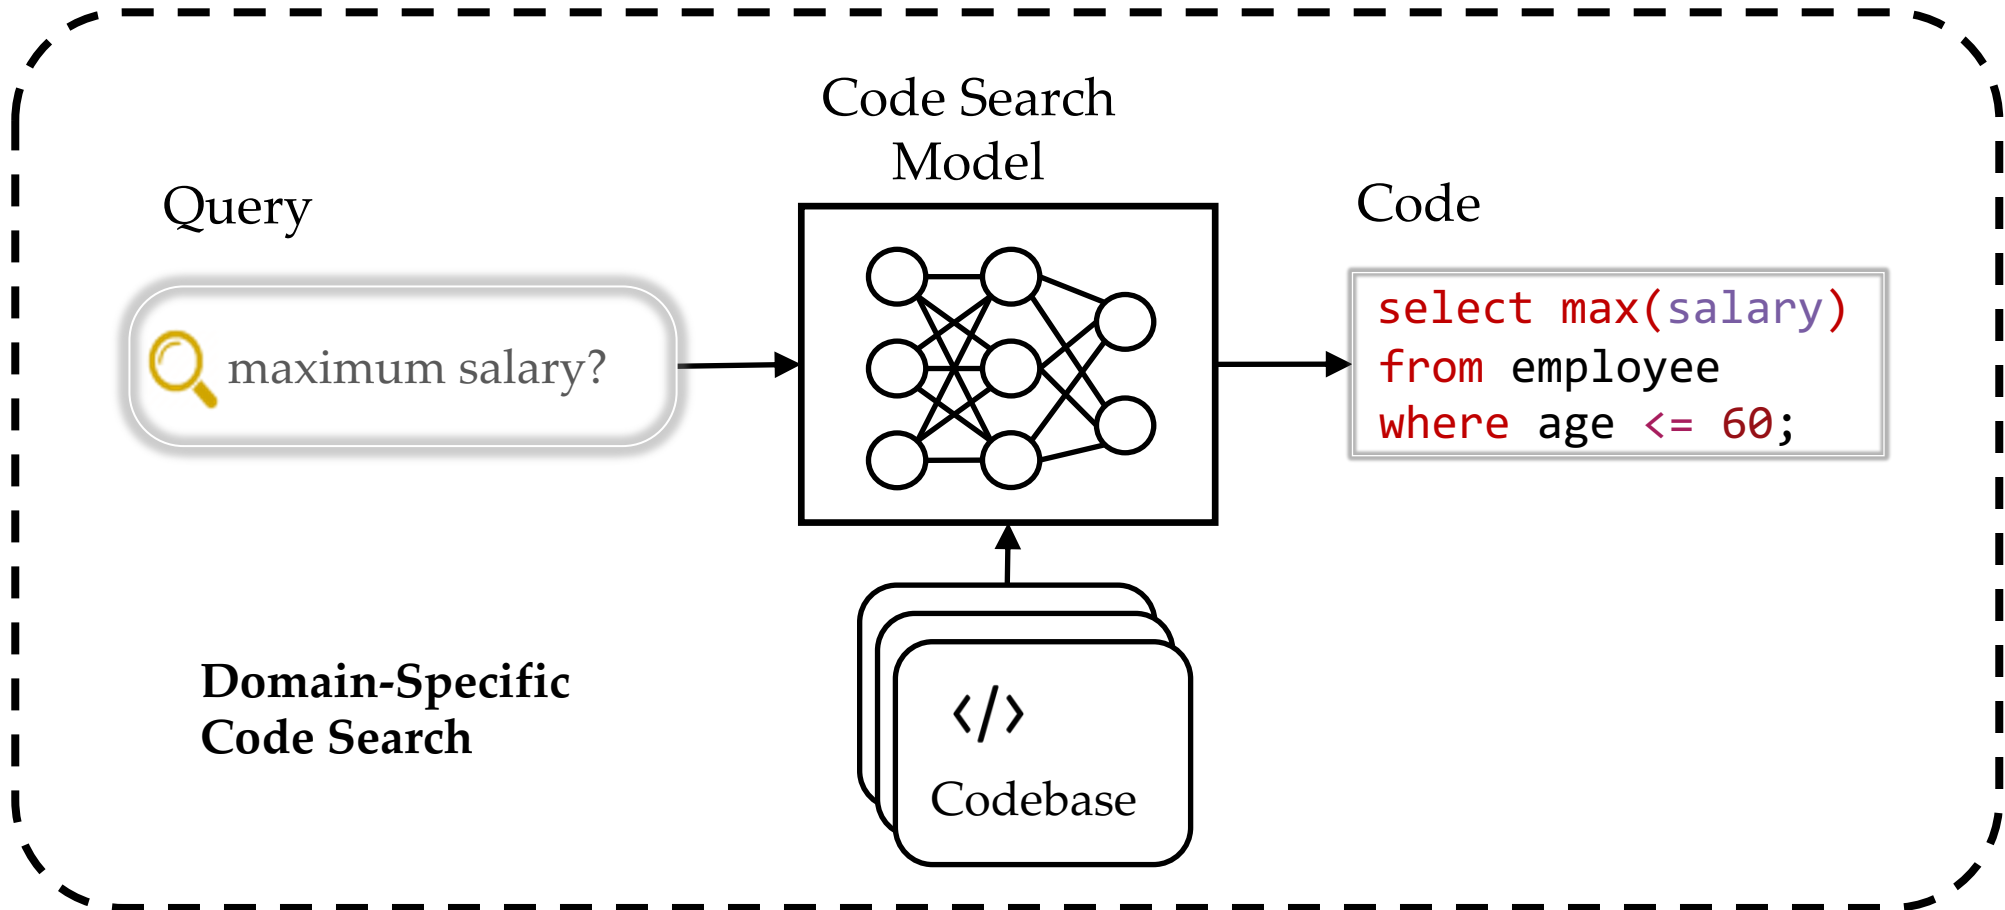 Code Search
Model
Query
Code
maximum salary?
select max(salary)
from employee
where age <= 60;
Domain-Specific
Code Search
</>
Codebase